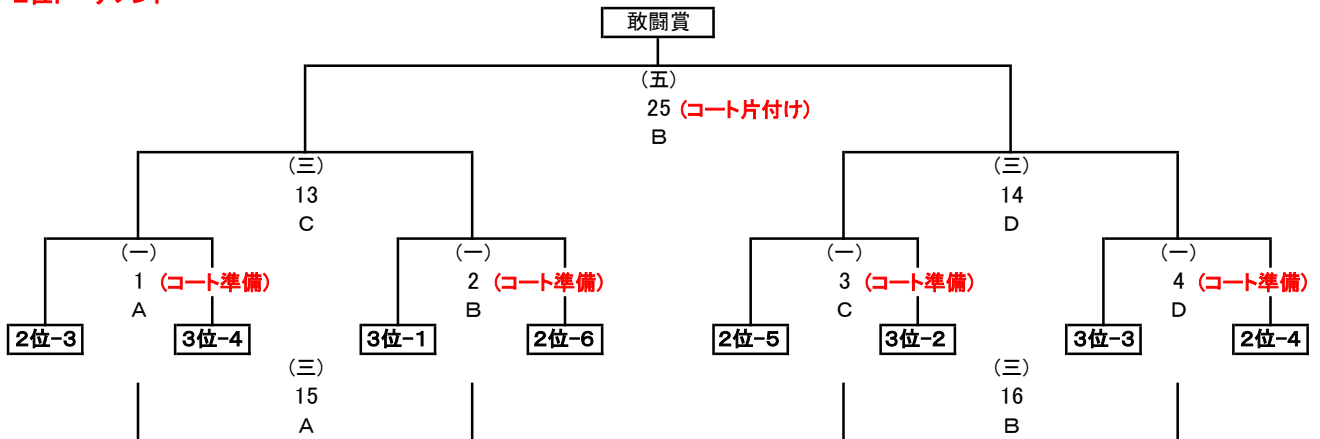 敢闘賞
(五)
25 (コート片付け)
B
(三)
13
C
(三)
14
D
(一)
1 (コート準備)
A
(一)
2 (コート準備)
B
(一)
3 (コート準備)
C
(一)
4 (コート準備)
D
2位-3
3位-4
3位-1
2位-6
2位-5
3位-2
3位-3
2位-4
(三)
15
A
(三)
16
B